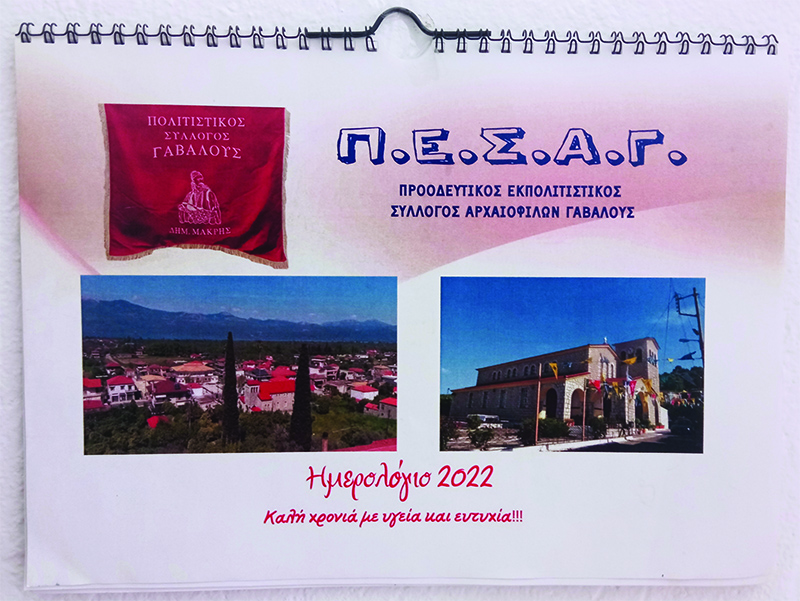 ΠΟΛΙΤΙΣΤΙΚΟΣ
ΣΥΛΛΟΓΟΣ
ΓΑΒΑΛΟΥΣ
ΔΗΜ. ΜΑΚΡΗΣ
Π.Ε.Σ.Α.Γ.
ΠΡΟΟΔΕΥΤΙΚΟΣ ΕΚΠΟΛΙΤΙΣΤΙΚΟΣ
ΣΥΛΛΟΓΟΣ ΑΡΧΑΙΟΦΙΛΩΝ ΓΑΒΑΛΟΥΣ
Ημερολόγιο 2022
Καλή χρονιά με υγεία και ευτυχία!!!